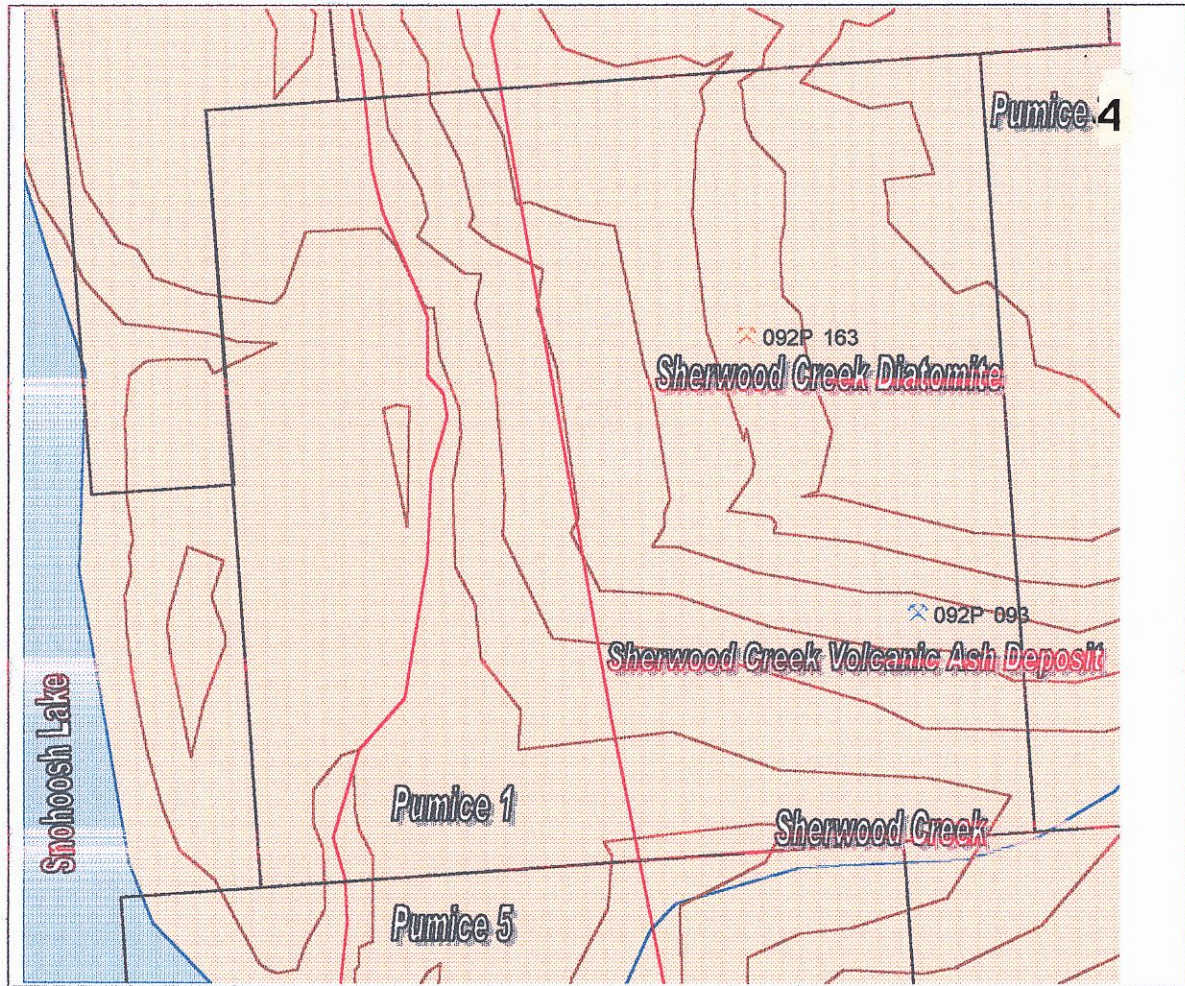 Pumice 4
092P 163
Sherwood Creek Diatomite
092P 093
Sherwood Creek Volcanic Ash Deposit
Snohoosh Lake
Pumice 1
Sherwood Creek
Pumice 5